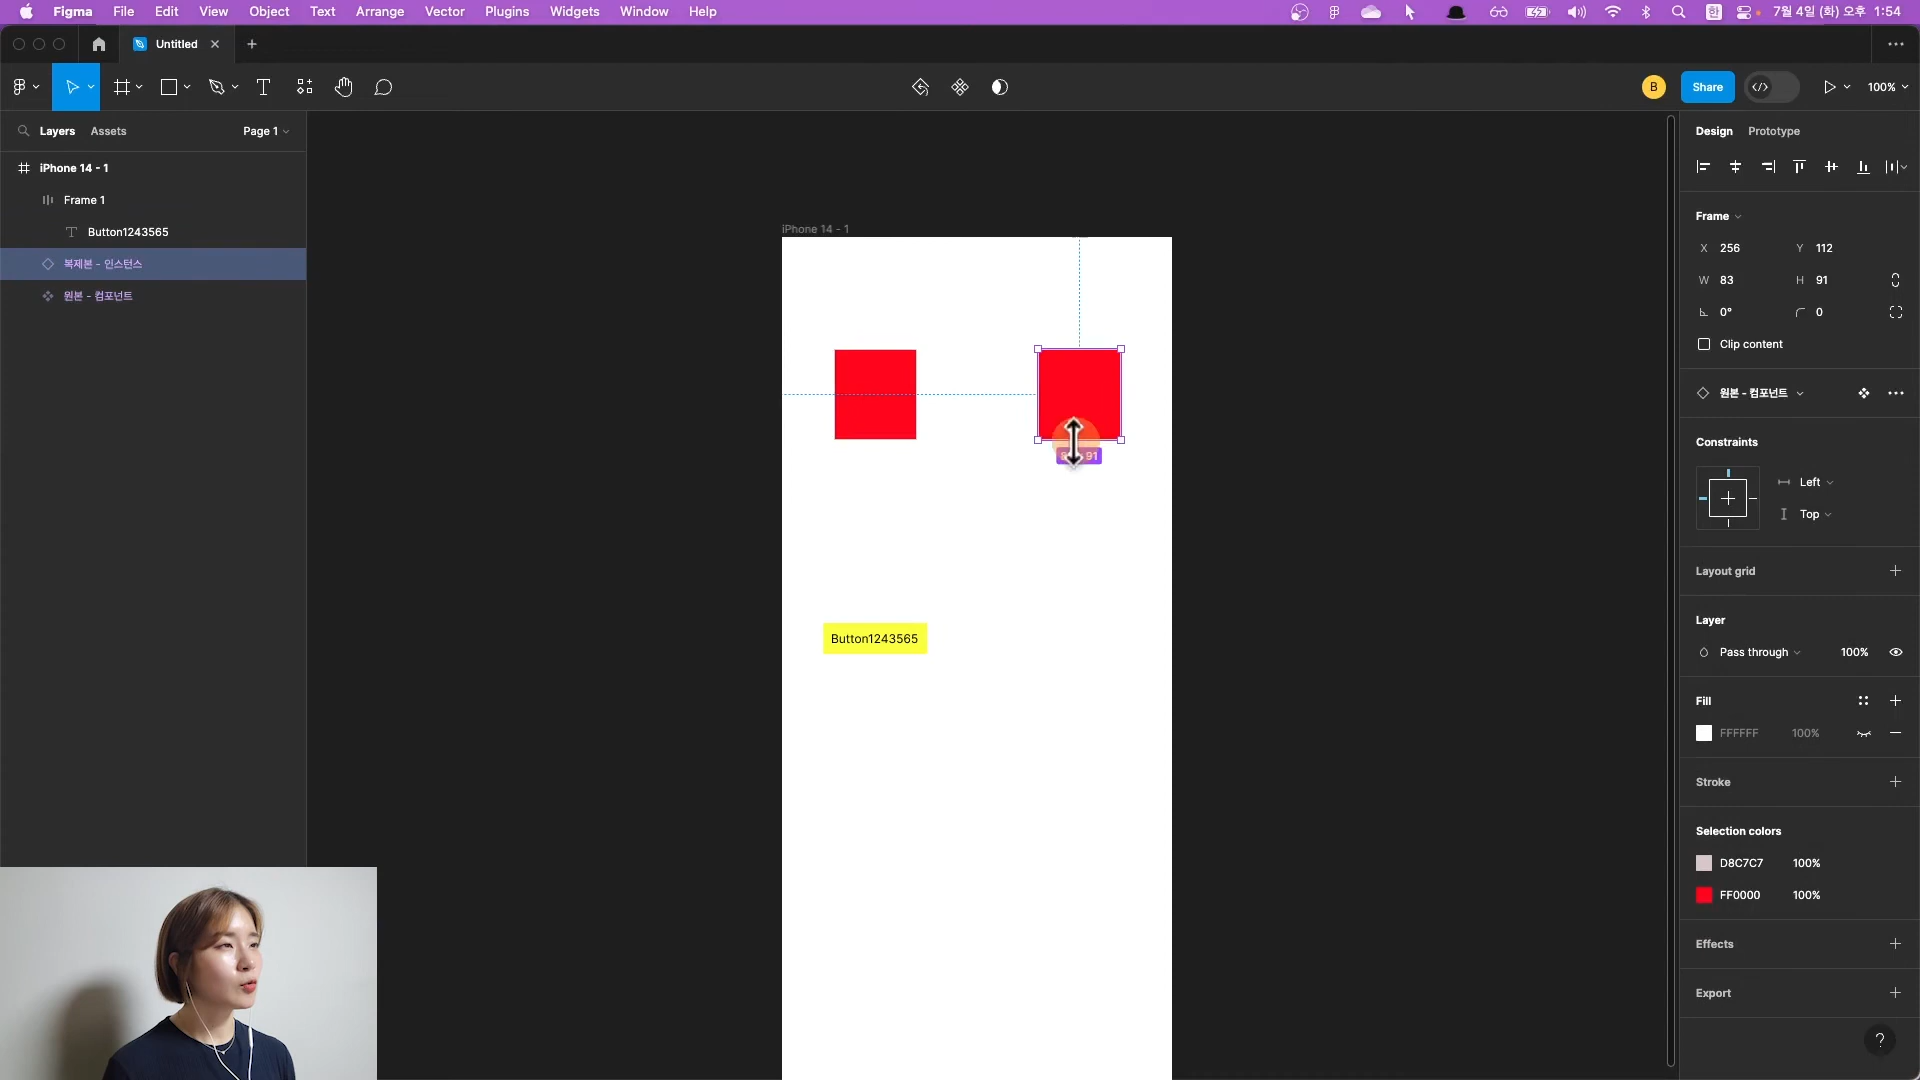 Figma File Edit View Object Text Arrange Vector Plugins Widgets Window Help
한 7월 4일 (화) 오후 1:54
Untitled
B Share 100%
Layers Assets Page 1
Design Prototype
iPhone 14 - 1
Frame 1
Button1243565
복제본 - 인스턴스
원본 - 컴포넌트
iPhone 14 - 1
91
Button1243565
Frame
X 256 Y 112
W 83 H 91
0° 0
Clip content
원본 - 컴포넌트
Constraints
Left
Top
Layout grid
Layer
Pass through 100%
Fill
FFFFFF 100%
Stroke
Selection colors
D8C7C7 100%
FF0000 100%
Effects
Export
?